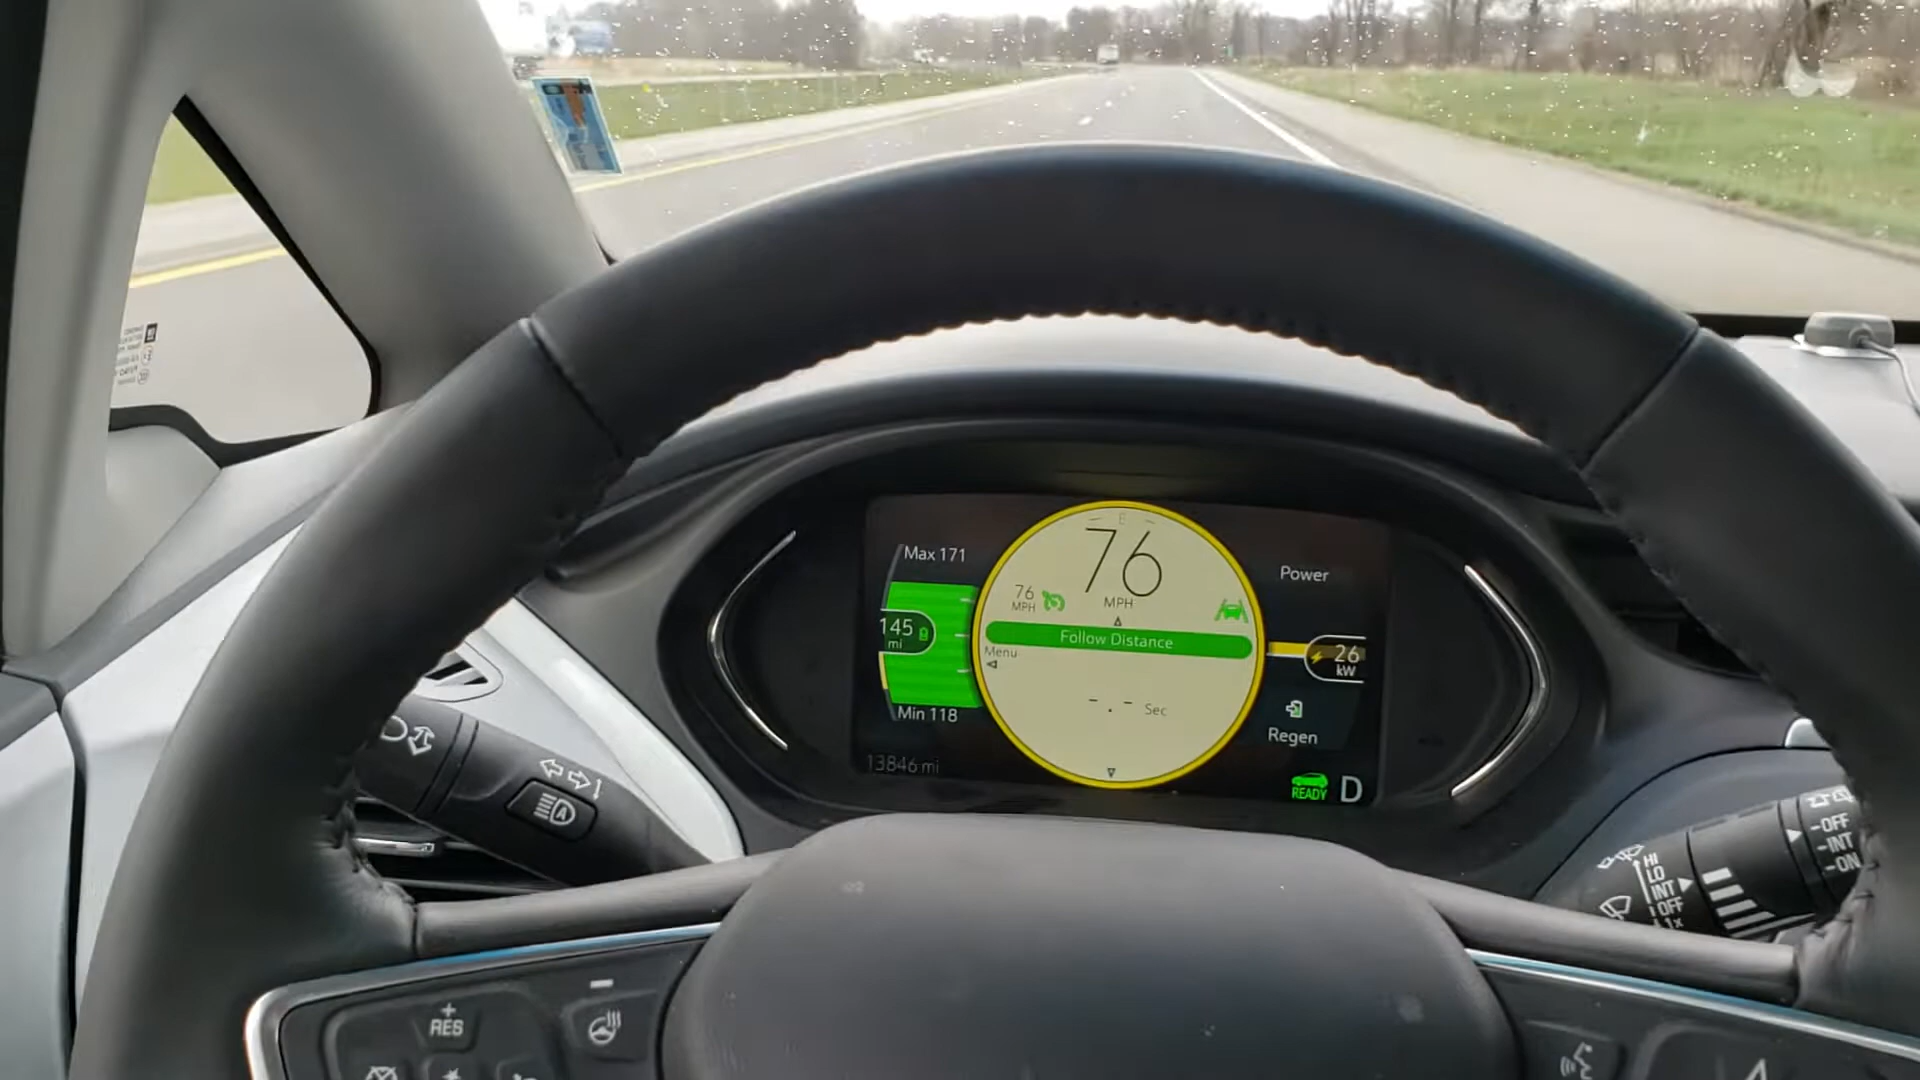 E
76
MPH
76
MPH
Follow Distance
Menu
-.- Sec
Max 171
145
mi
Min 118
13846 mi
Power
26
kW
Regen
READY D
A
HI
LO
INT
OFF
1x
OFF
INT
ON
+
RES